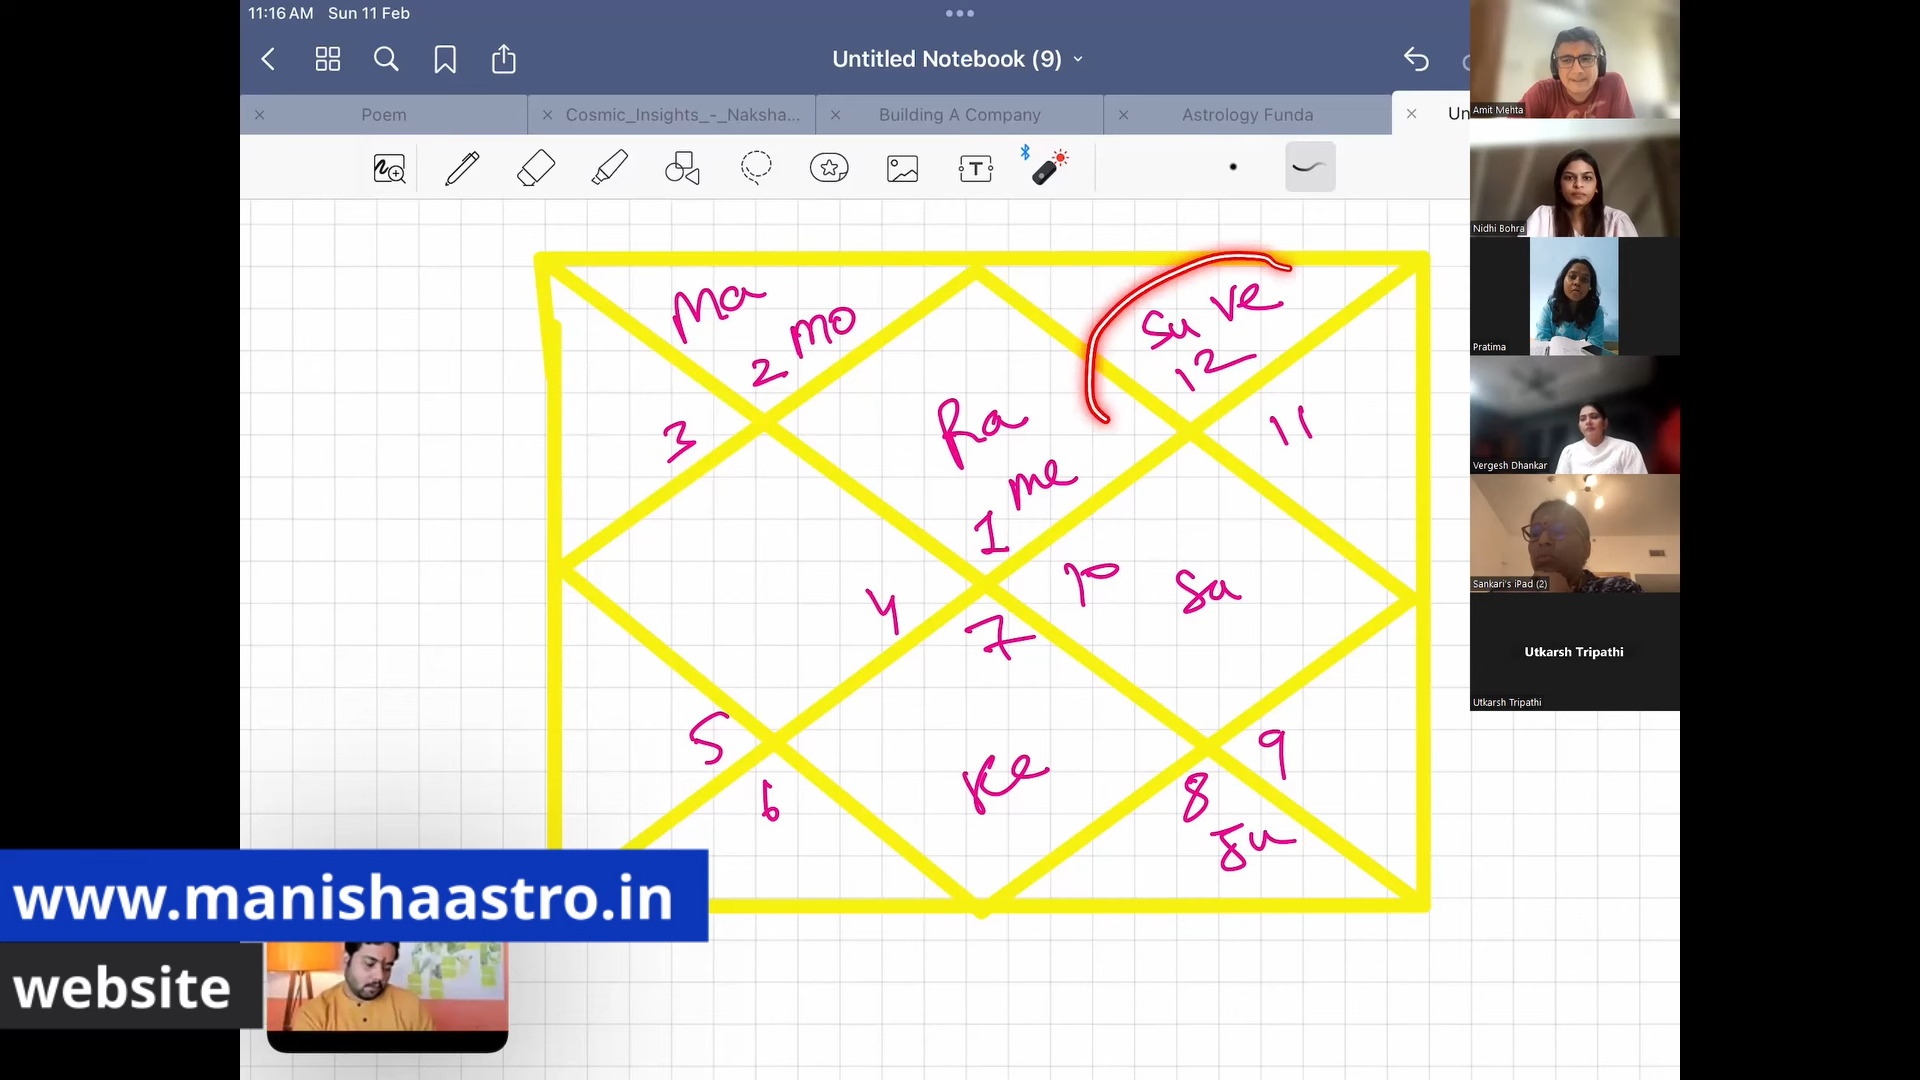 11:16 AM Sun 11 Feb
Untitled Notebook (9)
Poem
Cosmic_Insights_-_Naksha...
Building A Company
Astrology Funda
Un
T
Amit Mehta
Nidhi Bohra
Pratima
Vergesh Dhankar
Sankari's iPad (2)
Utkarsh Tripathi
Utkarsh Tripathi
Ma
Mo
2
Su Ve
12
3
Ra
11
Me
1
10
Sa
4
7
5
6
Ke
9
8
Ju
www.manishaastro.in
website